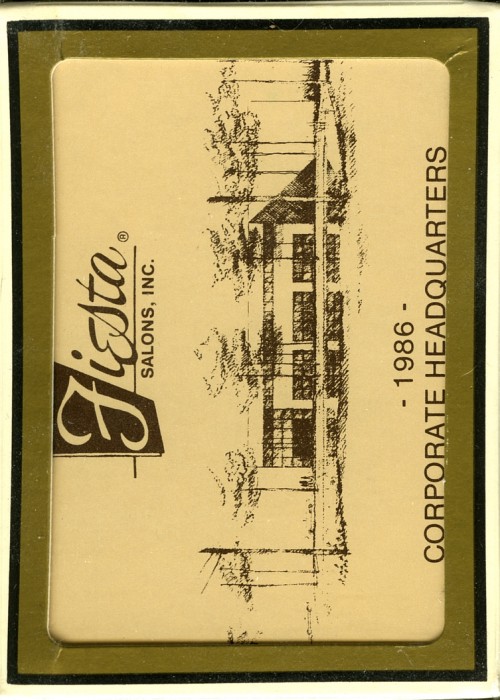 Fiesta®
SALONS, INC.
- 1986 -
CORPORATE HEADQUARTERS